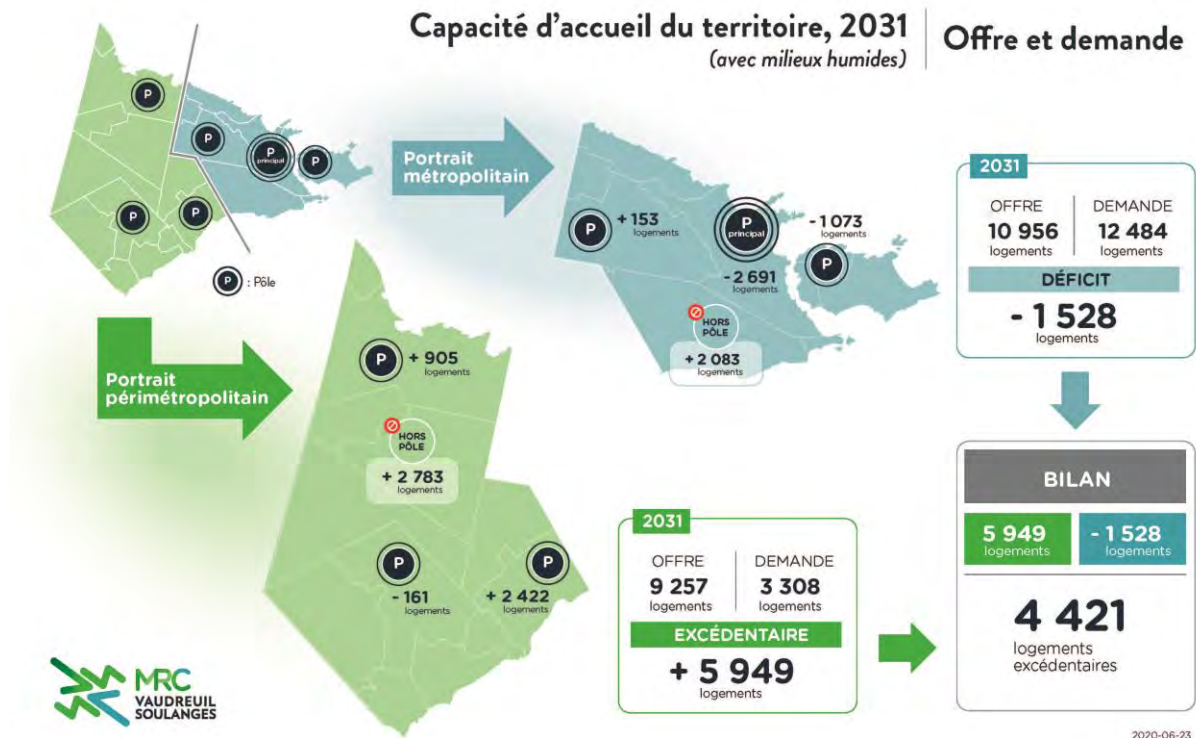 Capacité d'accueil du territoire, 2031
(avec milieux humides)
Offre et demande
P
P
P
principal
P
P
P
P : Pôle
Portrait
métropolitain
P
+ 153
logements
P
principal
- 2 691
logements
- 1 073
logements
P
HORS
PÔLE
+ 2 083
logements
2031
OFFRE
10 956
logements
DEMANDE
12 484
logements
DÉFICIT
- 1 528
logements
Portrait
périmétropolitain
P
+ 905
logements
HORS
PÔLE
+ 2 783
logements
P
- 161
logements
P
+ 2 422
logements
2031
OFFRE
9 257
logements
DEMANDE
3 308
logements
EXCÉDENTAIRE
+ 5 949
logements
BILAN
5 949
logements
- 1 528
logements
4 421
logements
excédentaires
MRC
VAUDREUIL
SOULANGES
2020-06-23